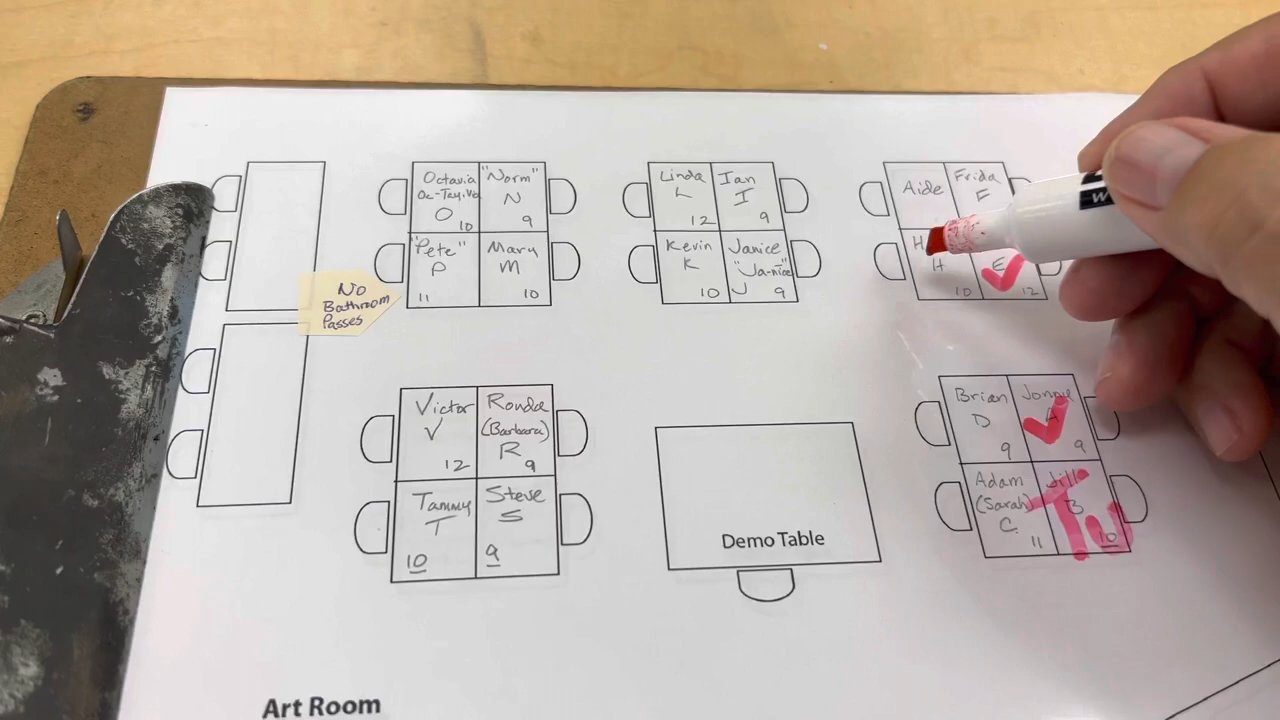 Octavia
Oc-Tay-Via
O
10
"Norm"
N
9
"Pete"
P
11
Mary
M
10
No
Bathroom
Passes
Linda
L
12
Ian
I
9
Kevin
K
10
Janice
"Ja-nice"
J 9
Aide
Frida
H
H
10
E
12
Victor
V
12
Ronda
(Barbara)
R
9
Tammy
T
10
Steve
S
9
Demo Table
Brian
D
9
Jonny
A
9
Adam
(Sarah)
C
11
Jill
B
10
Tu
Art Room